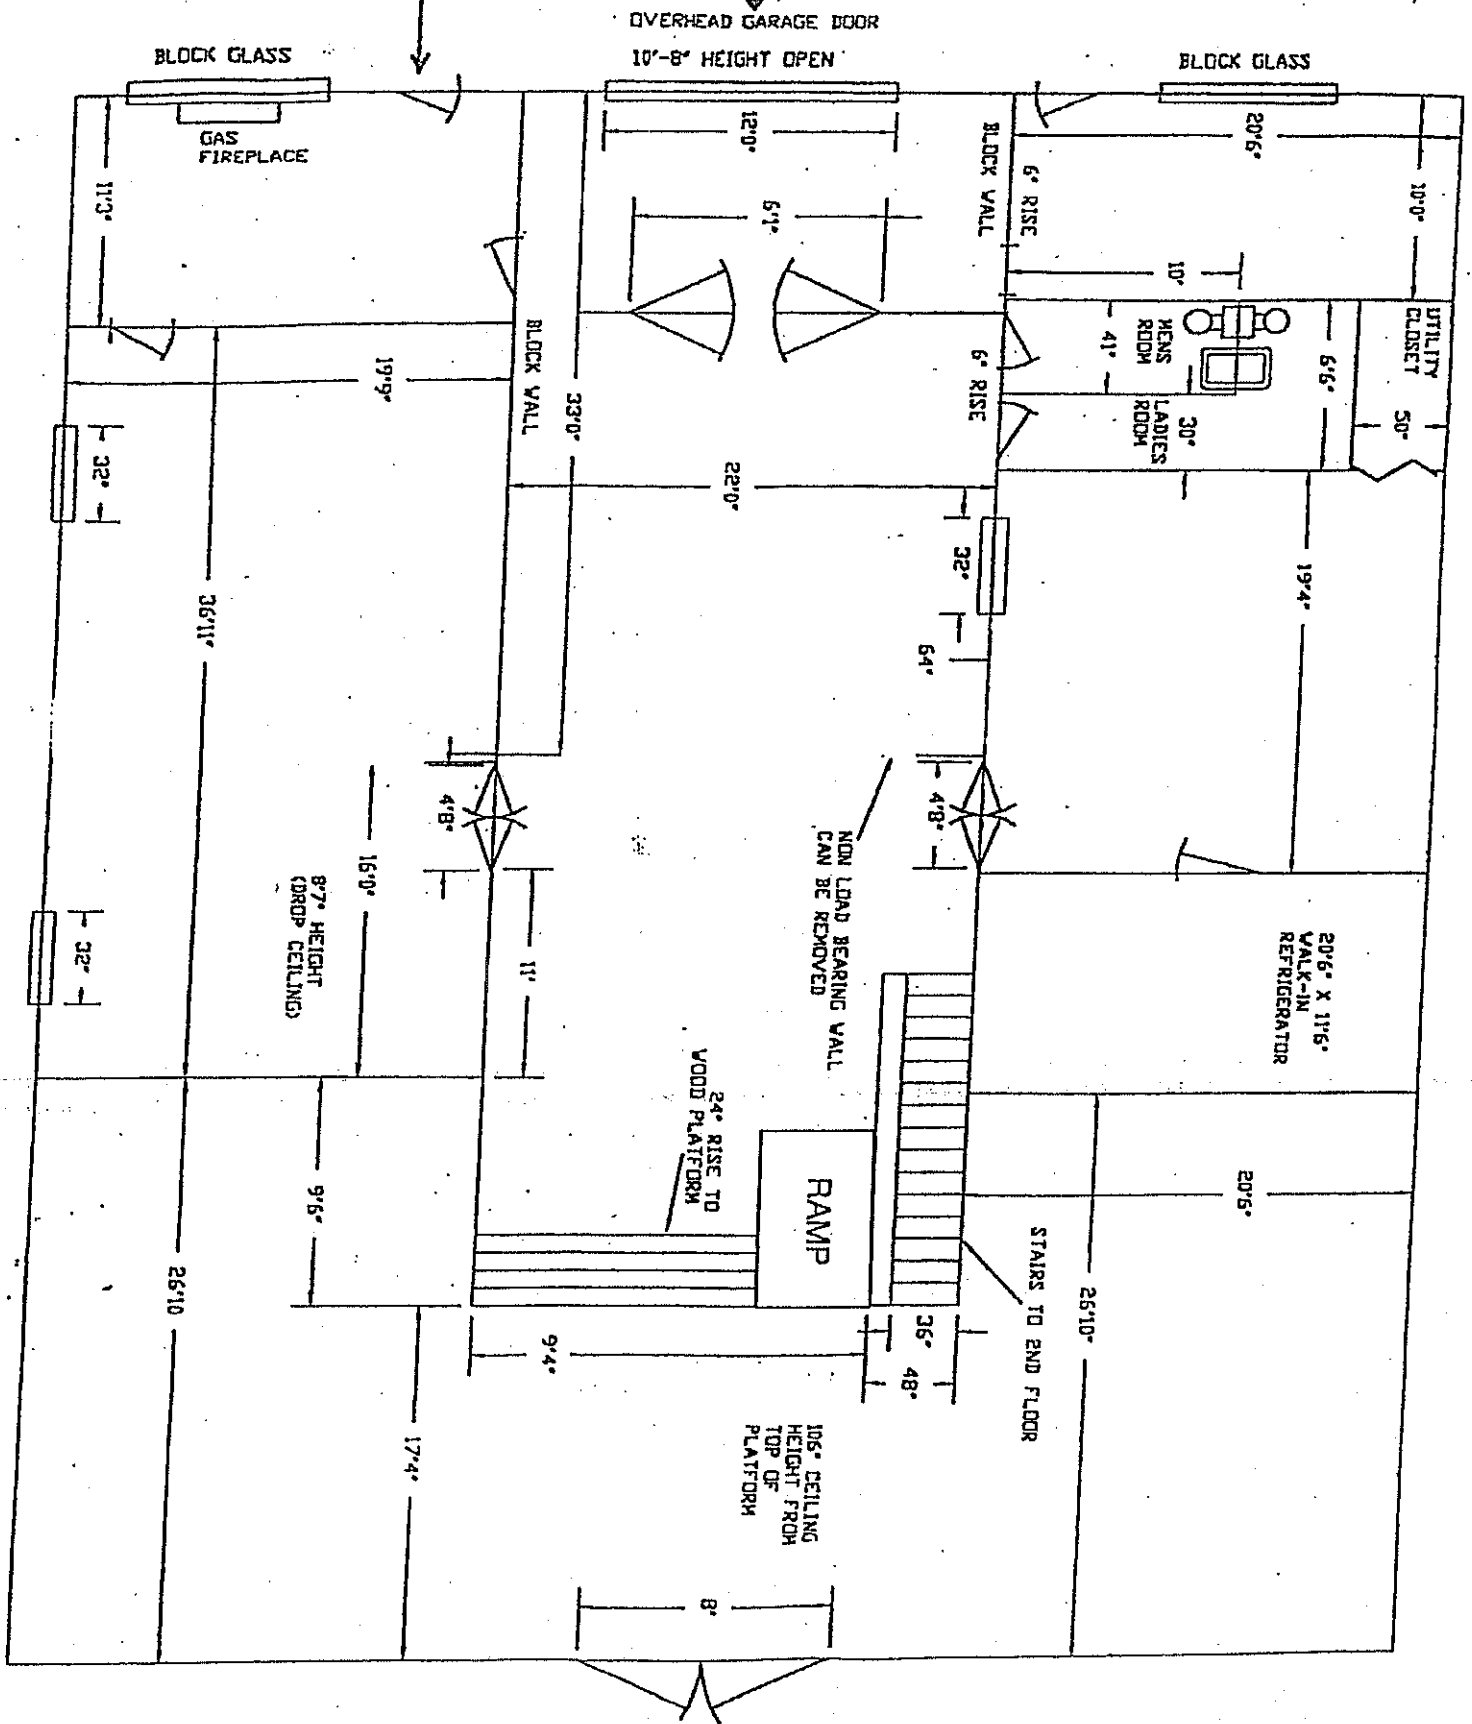 OVERHEAD GARAGE DOOR
10'-8" HEIGHT OPEN
BLOCK GLASS
BLOCK GLASS
GAS
FIREPLACE
12'0"
BLOCK WALL
6" RISE
20'6"
10'0"
11'3"
6'1"
10'
UTILITY
CLOSET
MENS
ROOM
41"
6'6"
50"
LADIES
ROOM
30"
BLOCK WALL
6" RISE
19'9"
33'0"
22'0"
32"
32"
19'4"
64"
36'11"
4'8"
4'8"
NON LOAD BEARING WALL
CAN BE REMOVED
16'0"
8'7" HEIGHT
(DROP CEILING)
11'
32"
20'6" X 11'6"
WALK-IN
REFRIGERATOR
24" RISE TO
WOOD PLATFORM
RAMP
20'6"
9'6"
STAIRS TO 2ND FLOOR
26'10
26'10"
36"
9'4"
48"
17'4"
106" CEILING
HEIGHT FROM
TOP OF
PLATFORM
8'